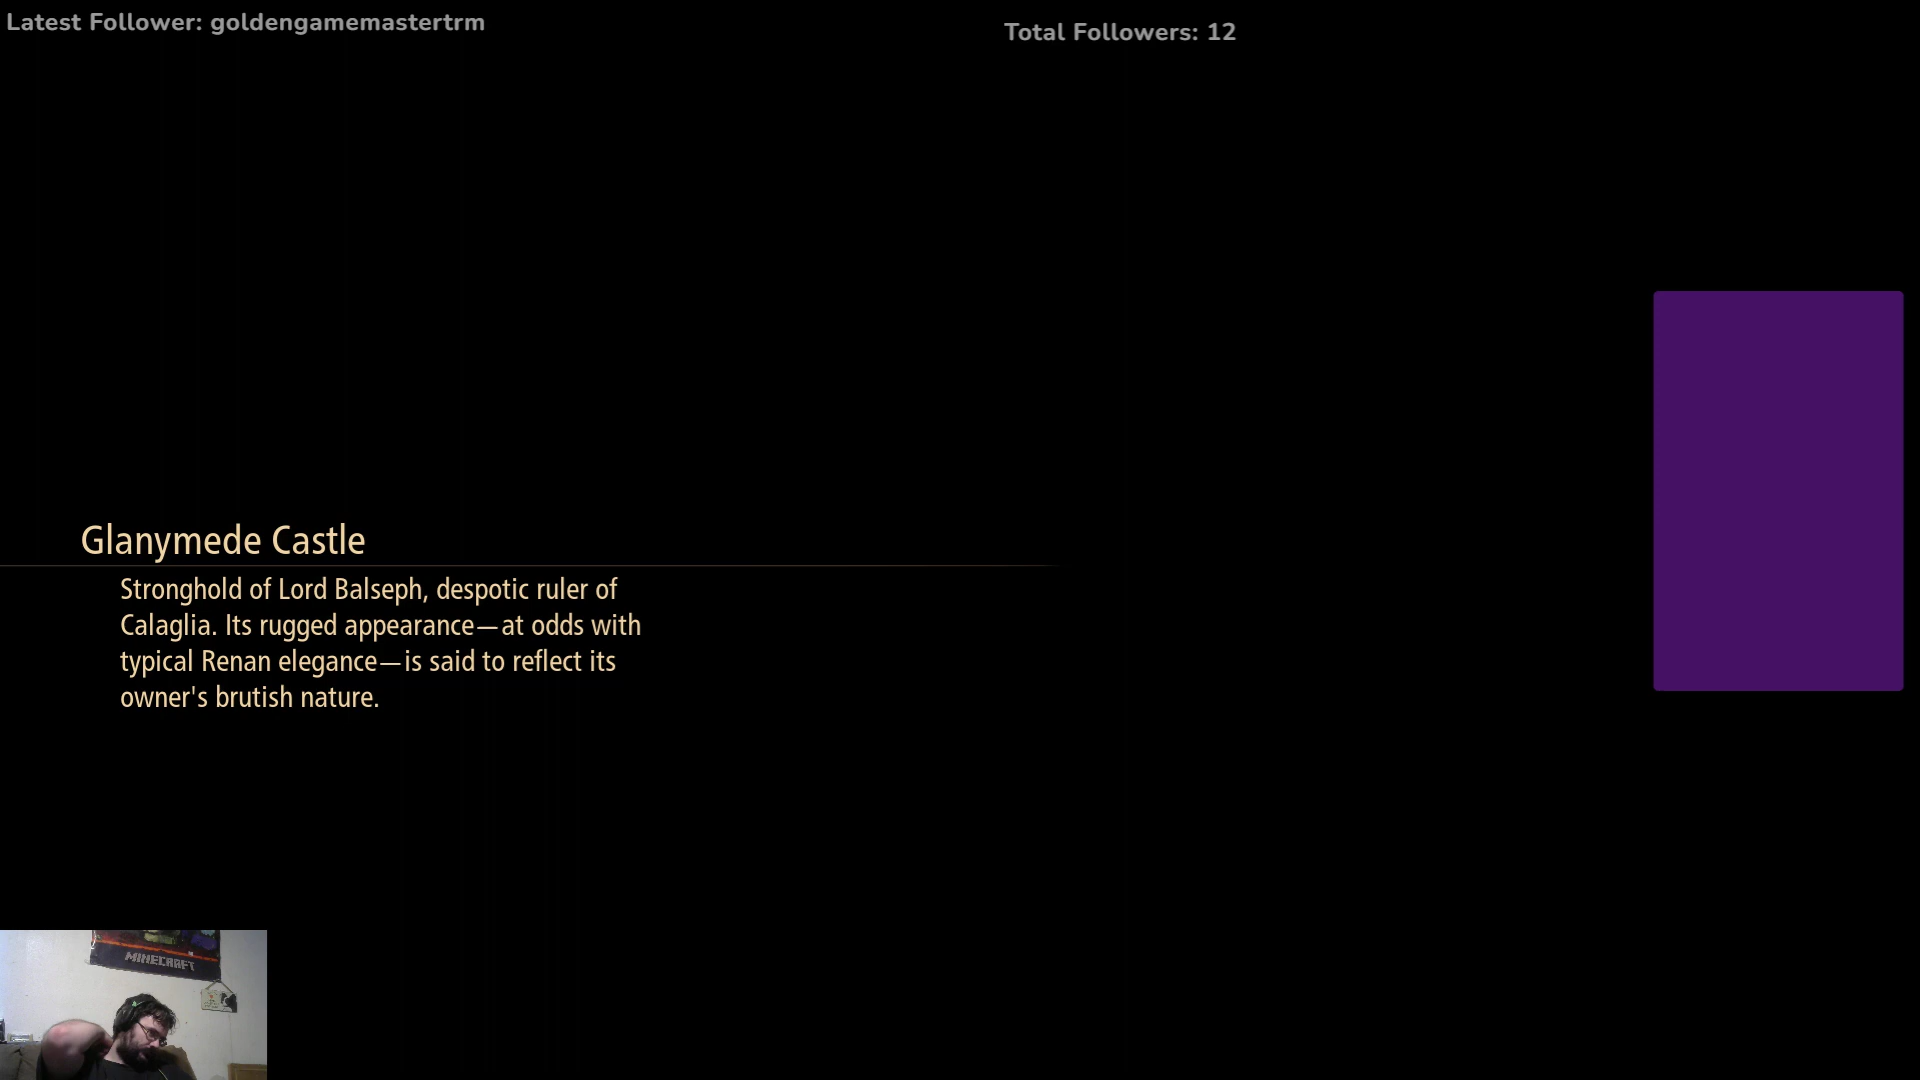 Latest Follower: goldengamemastertrm
Total Followers: 12
Glanymede Castle
Stronghold of Lord Balseph, despotic ruler of
Calaglia. Its rugged appearance—at odds with
typical Renan elegance—is said to reflect its
owner's brutish nature.
MINECRAFT